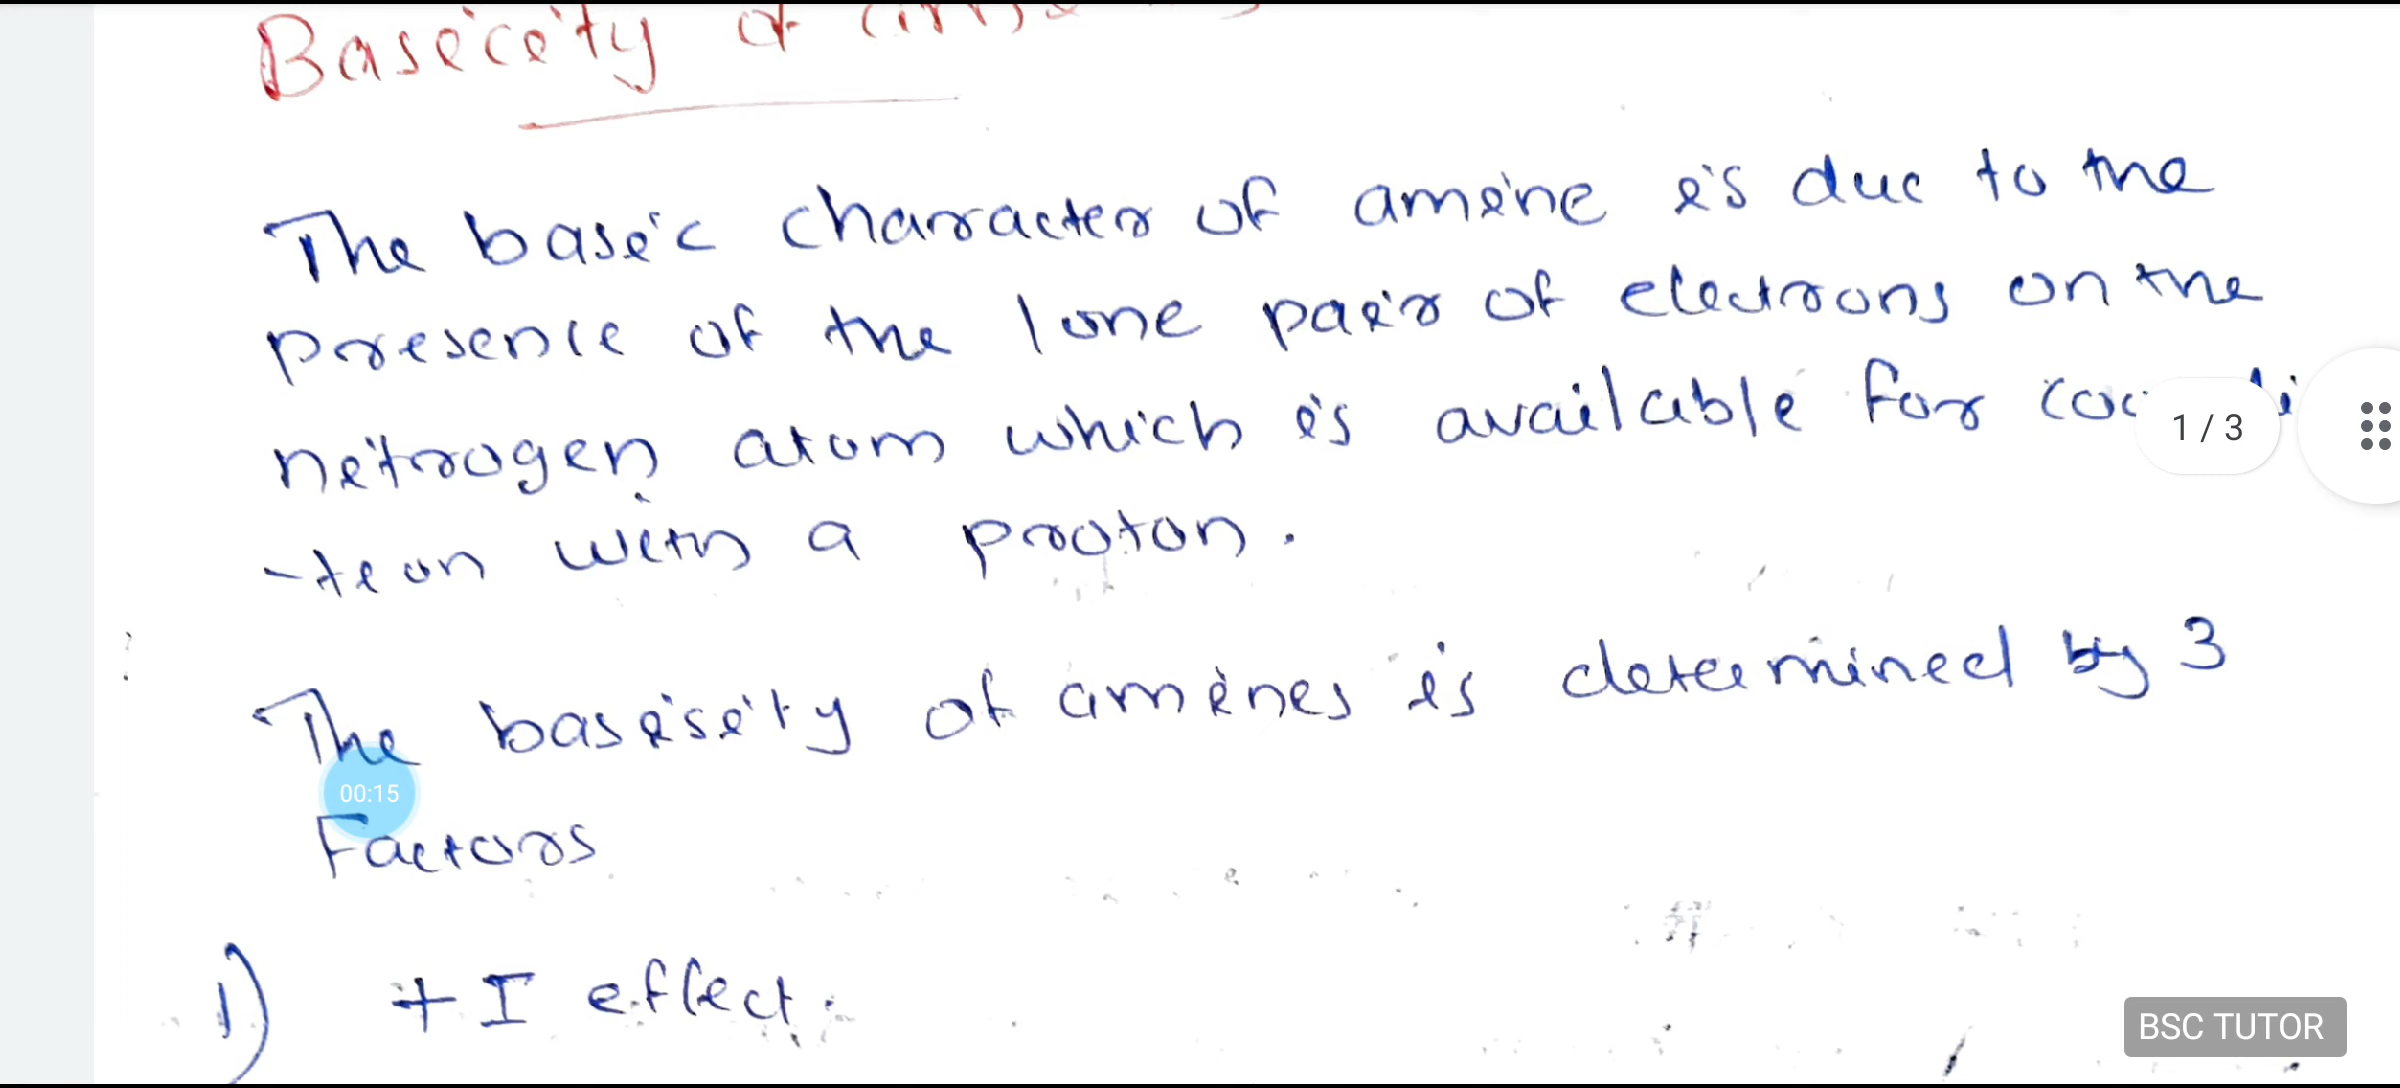 Basicity of
The basic character of amine is due to the
presence of the lone pair of electrons on the
nitrogen atom which is available for
1 / 3
-tion with a proton.
The basisity of amines is determined by 3
00:15
Factors
1) + I effect.
BSC TUTOR